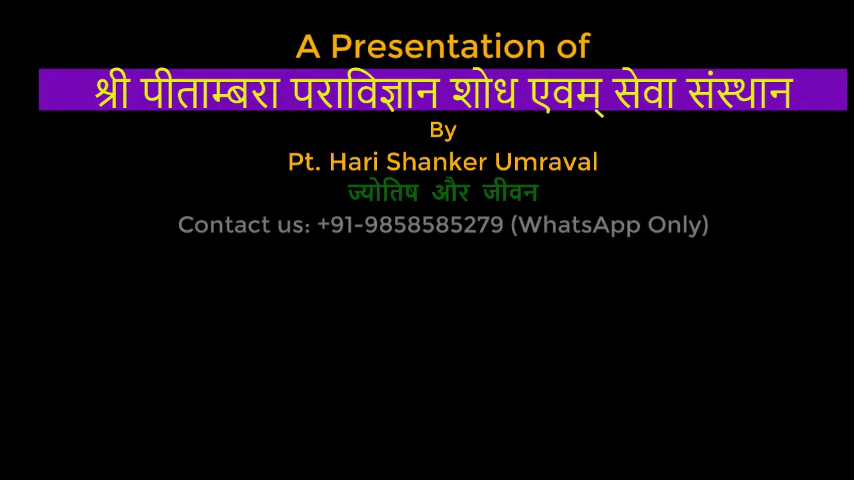 A Presentation of
श्री पीताम्बरा पराविज्ञान शोध एवम् सेवा संस्थान
By
Pt. Hari Shanker Umraval
ज्योतिष और जीवन
Contact us: +91-9858585279 (WhatsApp Only)